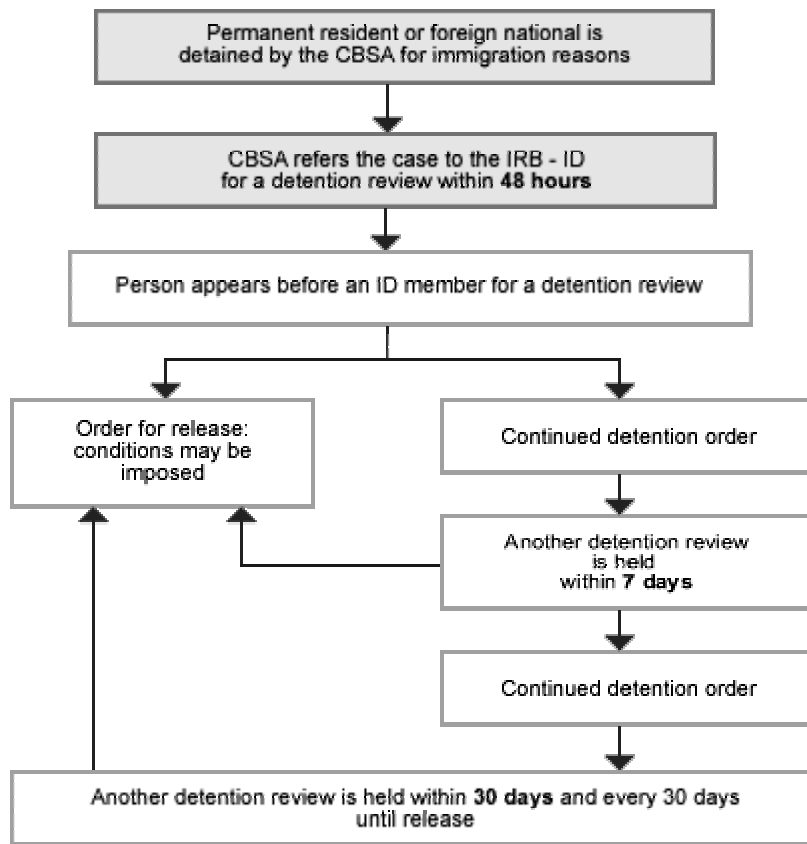 Permanent resident or foreign national is
detained by the CBSA for immigration reasons
CBSA refers the case to the IRB - ID
for a detention review within 48 hours
Person appears before an ID member for a detention review
Order for release:
conditions may be
imposed
Continued detention order
Another detention review
is held
within 7 days
Continued detention order
Another detention review is held within 30 days and every 30 days
until release